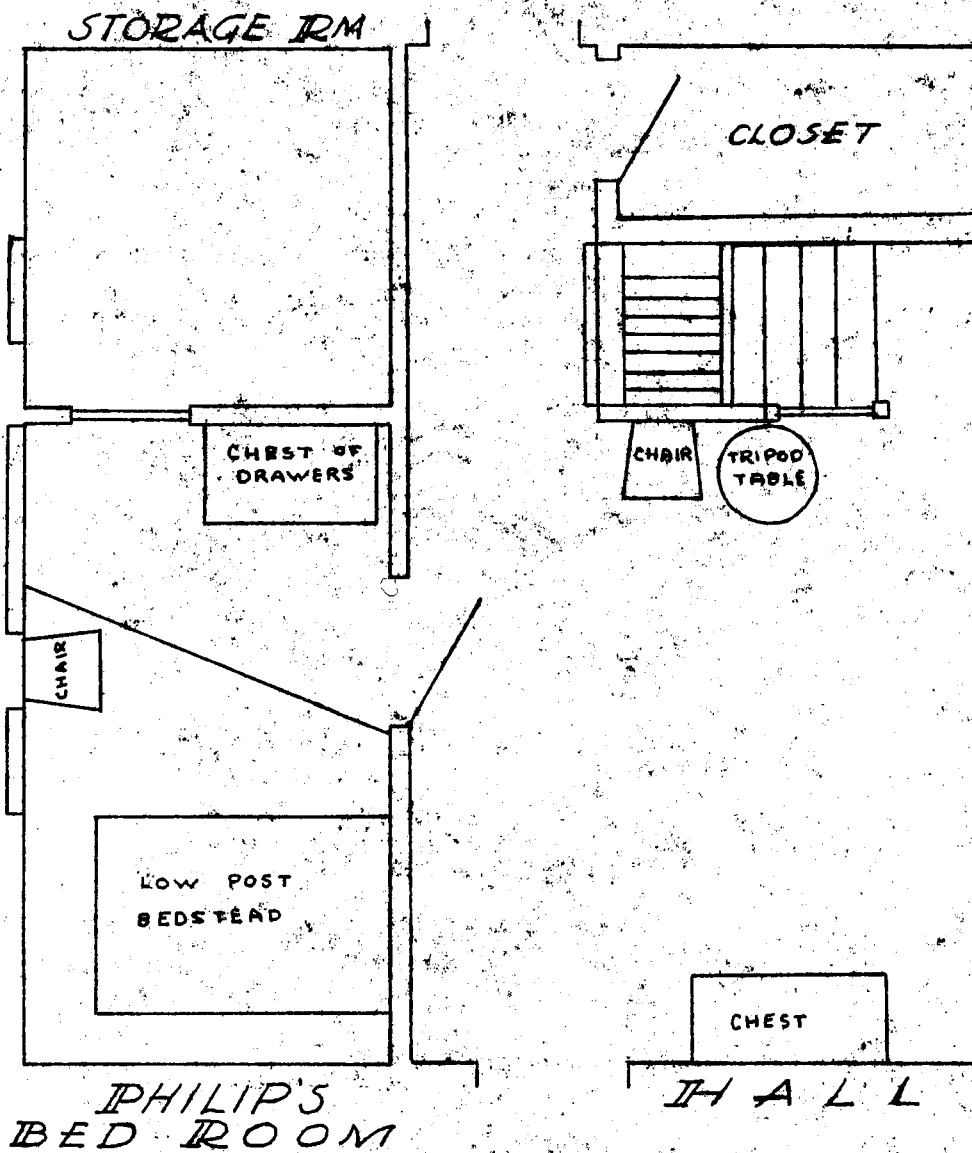 STORAGE RM
CLOSET
CHEST OF
DRAWERS
CHAIR
TRIPOD
TABLE
CHAIR
LOW POST
BEDSTEAD
CHEST
PHILIP'S
BED ROOM
HALL